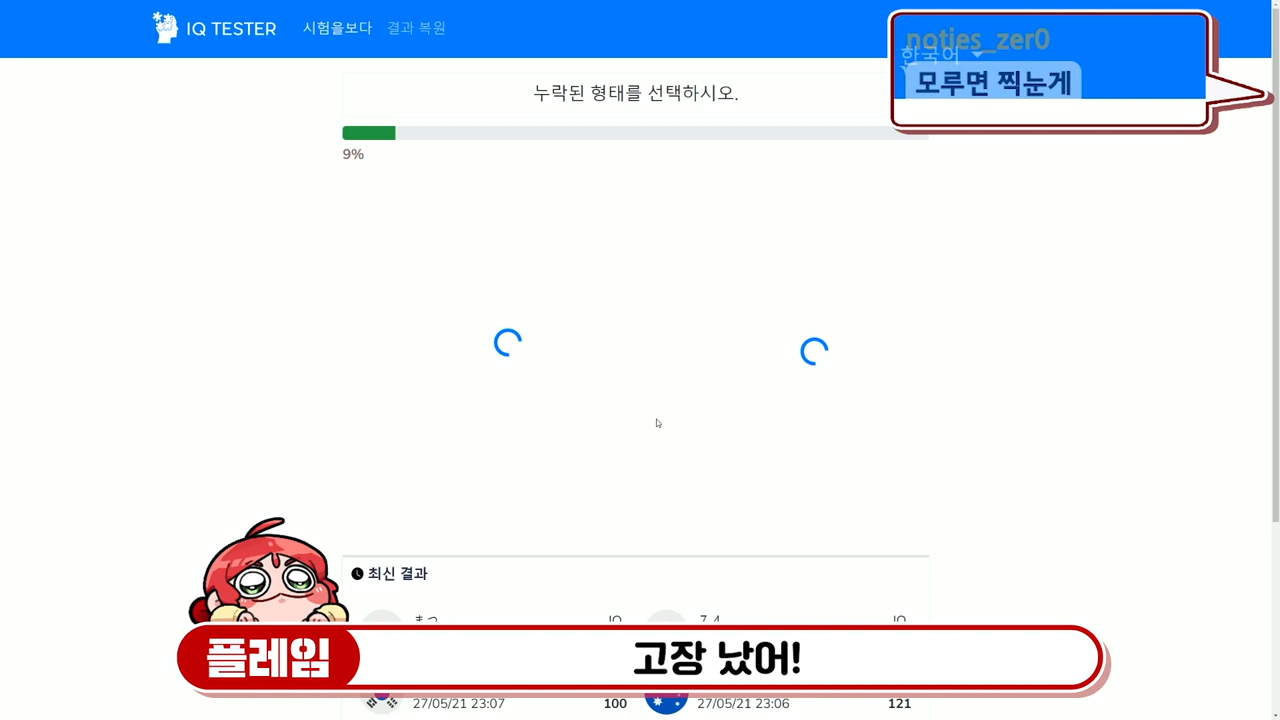 IQ TESTER
시험을보다
결과 복원
noties_zer0
한국어
모루면 찍눈게
누락된 형태를 선택하시오.
9%
최신 결과
플레임
고장 났어!
27/05/21 23:07
100
27/05/21 23:06
121